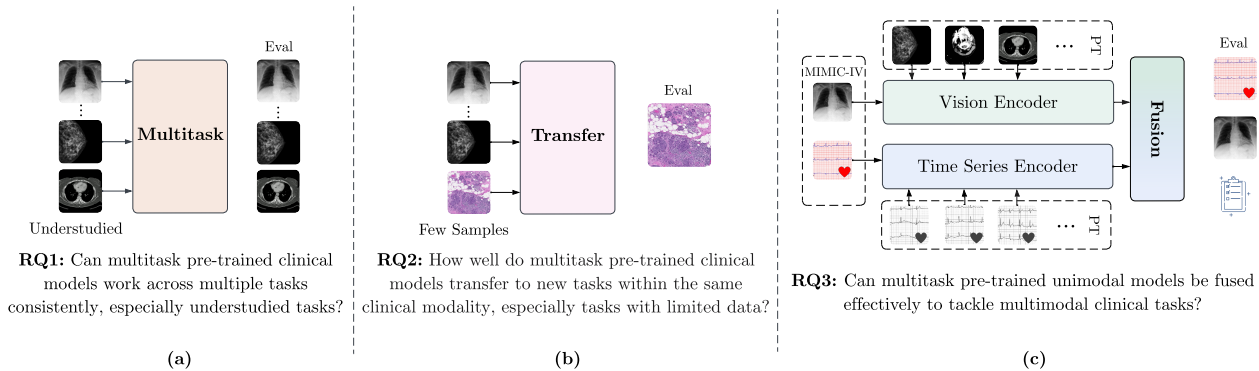 Eval
Multitask
Understudied
RQ1: Can multitask pre-trained clinical
models work across multiple tasks
consistently, especially understudied tasks?
(a)
Eval
Transfer
Few Samples
RQ2: How well do multitask pre-trained clinical
models transfer to new tasks within the same
clinical modality, especially tasks with limited data?
(b)
PT
MIMIC-IV
Vision Encoder
Time Series Encoder
Fusion
Eval
PT
RQ3: Can multitask pre-trained unimodal models be fused
effectively to tackle multimodal clinical tasks?
(c)